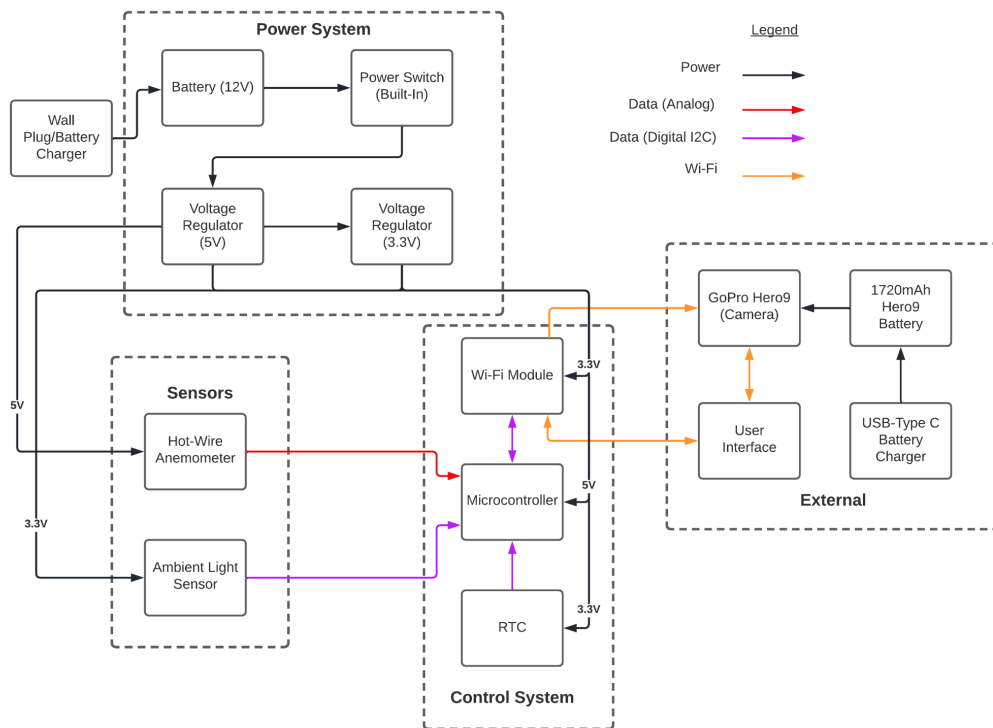 Power System
Legend
Battery (12V)
Power Switch
(Built-In)
Power
Data (Analog)
Data (Digital I2C)
Wi-Fi
Wall
Plug/Battery
Charger
Voltage
Regulator
(5V)
Voltage
Regulator
(3.3V)
GoPro Hero9
(Camera)
1720mAh
Hero9
Battery
Wi-Fi Module
3.3V
Sensors
5V
Hot-Wire
Anemometer
User
Interface
USB-Type C
Battery
Charger
Microcontroller
5V
External
3.3V
Ambient Light
Sensor
RTC
3.3V
Control System